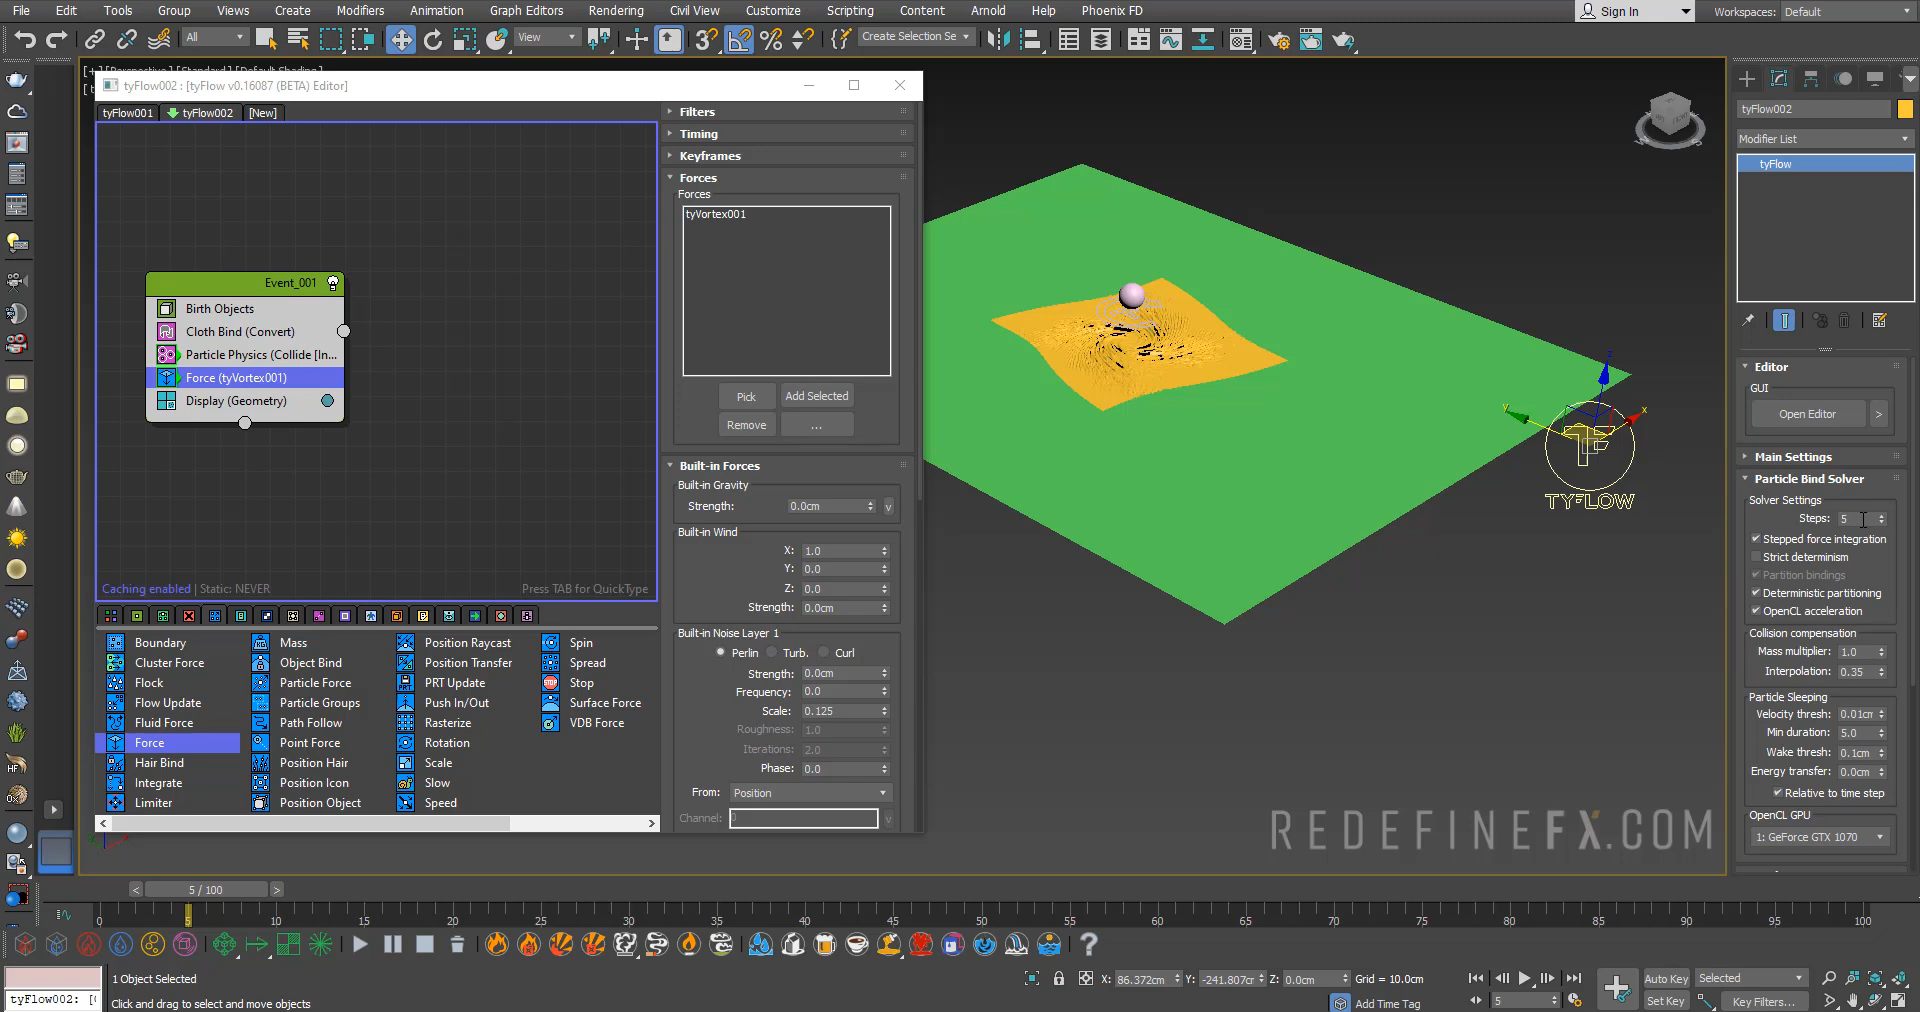 File Edit Tools Group Views Create Modifiers Animation Graph Editors Rendering Civil View Customize Scripting Content Arnold Help Phoenix FD
Sign In Workspaces: Default
All View Create Selection Se
[+][Perspective][Standard][Default Shading]
tyFlow002 : [tyFlow v0.16087 (BETA) Editor]
tyFlow001 tyFlow002 [New]
Event_001
Birth Objects
Cloth Bind (Convert)
Particle Physics (Collide [In...
Force (tyVortex001)
Display (Geometry)
Caching enabled | Static: NEVER
Press TAB for QuickType
Boundary
Cluster Force
Flock
Flow Update
Fluid Force
Force
Hair Bind
Integrate
Limiter
Mass
Object Bind
Particle Force
Particle Groups
Path Follow
Point Force
Position Hair
Position Icon
Position Object
Position Raycast
Position Transfer
PRT Update
Push In/Out
Rasterize
Rotation
Scale
Slow
Speed
Spin
Spread
Stop
Surface Force
VDB Force
Filters
Timing
Keyframes
Forces
Forces
tyVortex001
Pick Add Selected
Remove ...
Built-in Forces
Built-in Gravity
Strength: 0.0cm v
Built-in Wind
X: 1.0
Y: 0.0
Z: 0.0
Strength: 0.0cm
Built-in Noise Layer 1
Perlin Turb. Curl
Strength: 0.0cm
Frequency: 0.0
Scale: 0.125
Roughness: 1.0
Iterations: 2.0
Phase: 0.0
From: Position
Channel: 0 v
z
y x
TYFLOW
REDEFINEFX.COM
tyFlow002
Modifier List
tyFlow
Editor
GUI
Open Editor >
Main Settings
Particle Bind Solver
Solver Settings
Steps: 5
Stepped force integration
Strict determinism
Partition bindings
Deterministic partitioning
OpenCL acceleration
Collision compensation
Mass multiplier: 1.0
Interpolation: 0.35
Particle Sleeping
Velocity thresh: 0.01cm
Min duration: 5.0
Wake thresh: 0.1cm
Energy transfer: 0.0cm
Relative to time step
OpenCL GPU
1: GeForce GTX 1070
< 5 / 100 >
0 5 10 15 20 25 30 35 40 45 50 55 60 65 70 75 80 85 90 95 100
1 Object Selected
X: 86.372cm Y: -241.807cm Z: 0.0cm Grid = 10.0cm
Auto Key Selected
tyFlow002: [(
Click and drag to select and move objects
Add Time Tag
5
Set Key Key Filters...